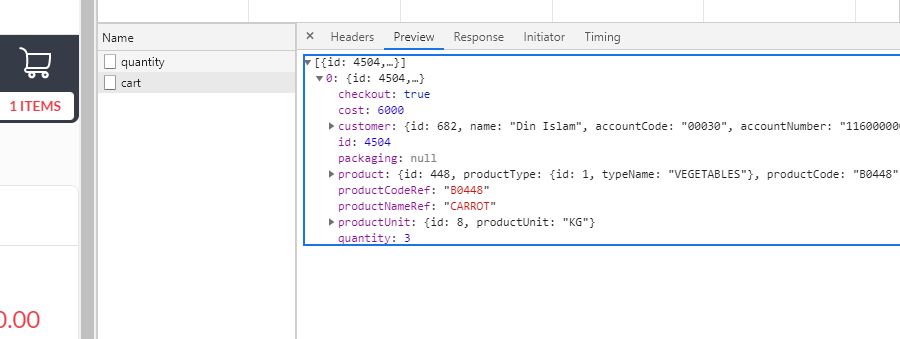 1 ITEMS
0.00
Name
quantity
cart
× Headers Preview Response Initiator Timing
[{id: 4504,…}]
0: {id: 4504,…}
checkout: true
cost: 6000
customer: {id: 682, name: "Din Islam", accountCode: "00030", accountNumber: "116000000
id: 4504
packaging: null
product: {id: 448, productType: {id: 1, typeName: "VEGETABLES"}, productCode: "B0448"
productCodeRef: "B0448"
productNameRef: "CARROT"
productUnit: {id: 8, productUnit: "KG"}
quantity: 3